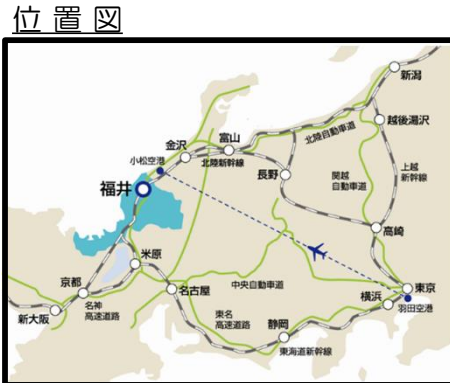 位置図
新潟
越後湯沢
富山
北陸自動車道
金沢
小松空港
北陸新幹線
上越
新幹線
関越
自動車道
長野
福井
高崎
米原
東京
京都
中央自動車道
横浜
羽田空港
名古屋
名神
高速道路
新大阪
東名
高速道路
静岡
東海道新幹線